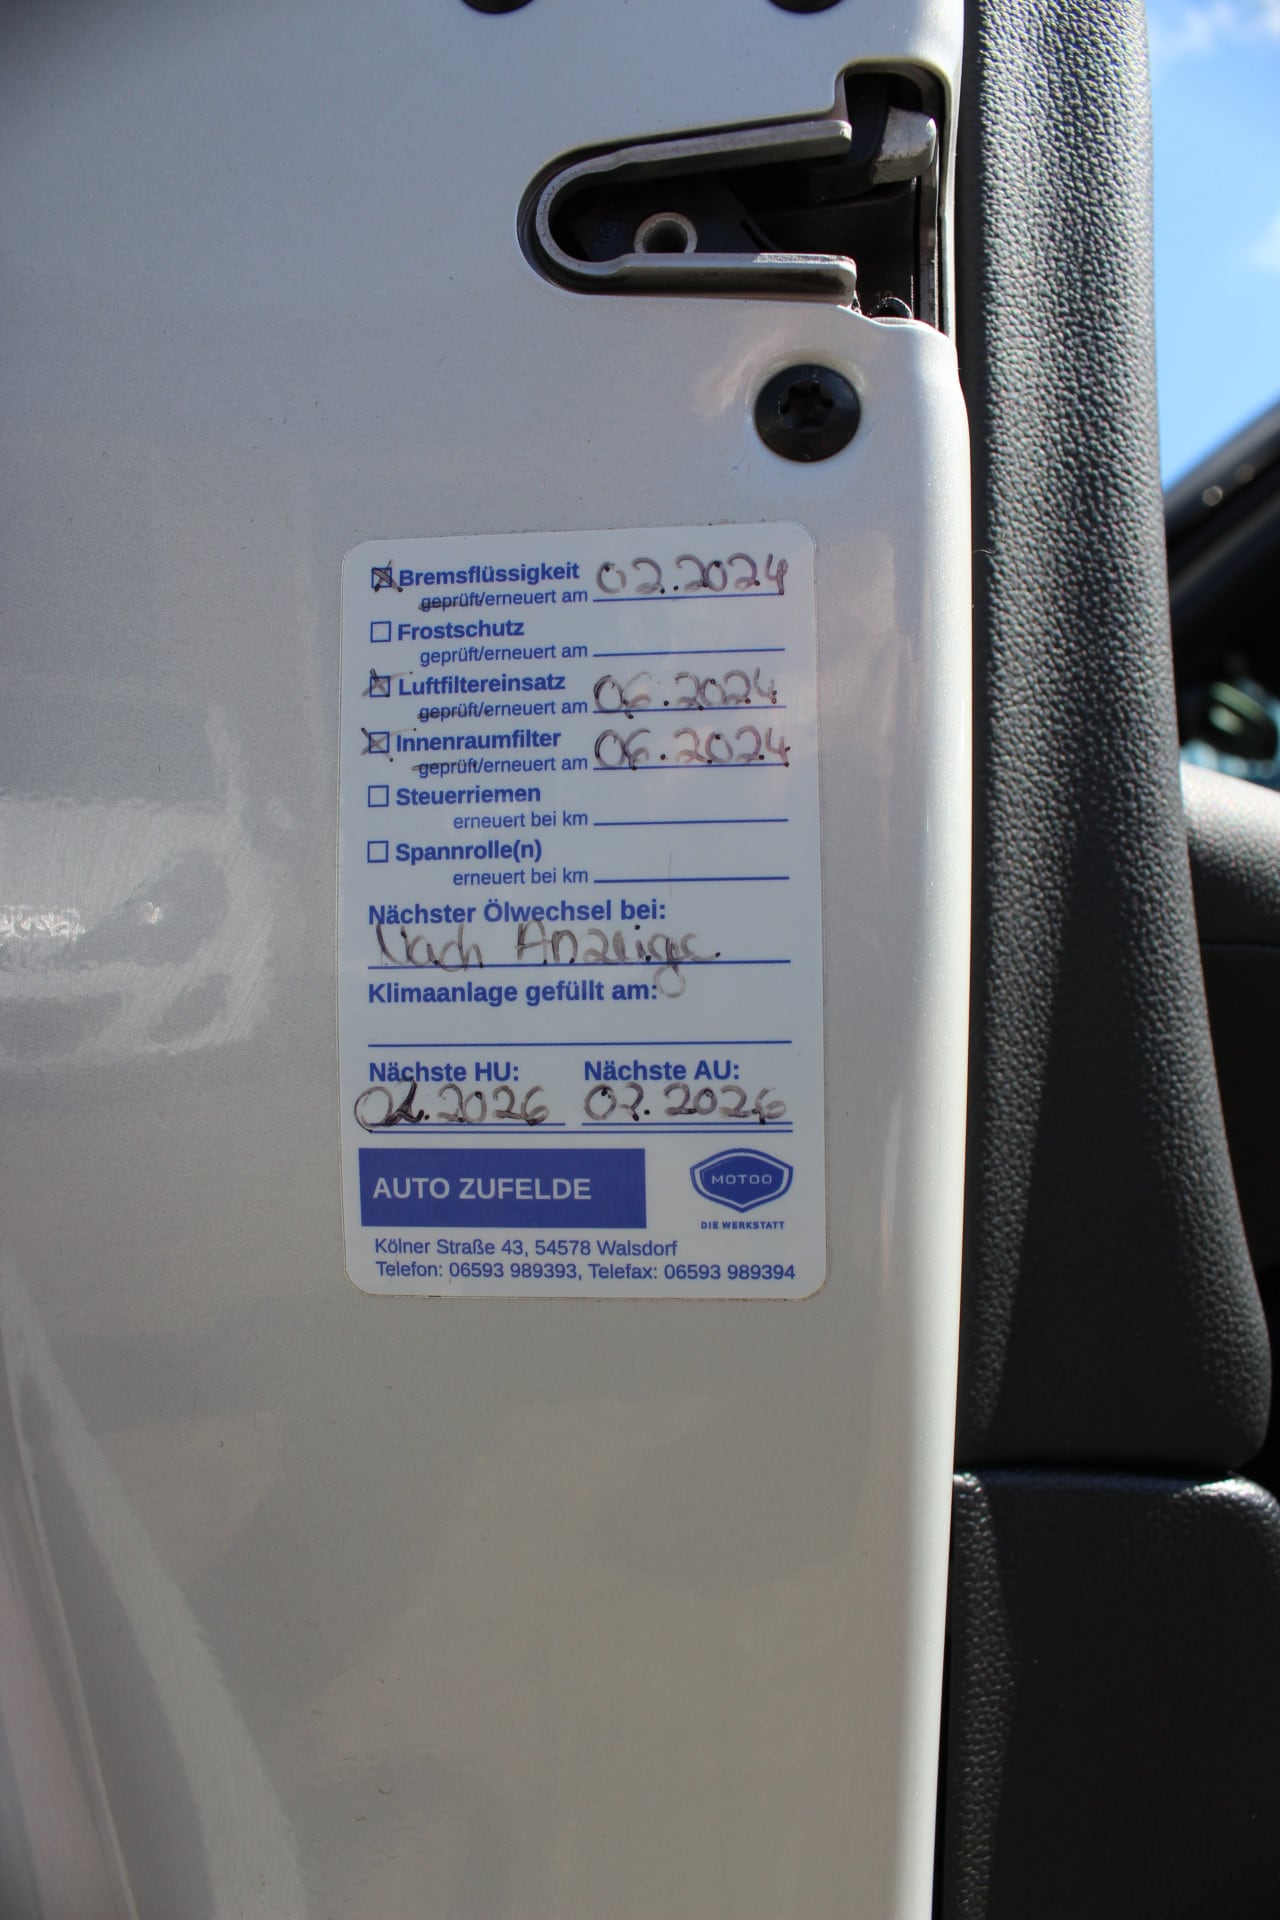 Bremsflüssigkeit 02.2024
geprüft/erneuert am
Frostschutz
geprüft/erneuert am
Luftfiltereinsatz
geprüft/erneuert am 06.2024
Innenraumfilter
geprüft/erneuert am 06.2024
Steuerriemen
erneuert bei km
Spannrolle(n)
erneuert bei km
Nächster Ölwechsel bei:
Nach Anzeige
Klimaanlage gefüllt am:
Nächste HU: Nächste AU:
02.2026 02.2026
AUTO ZUFELDE
MOTOO
DIE WERKSTATT
Kölner Straße 43, 54578 Walsdorf
Telefon: 06593 989393, Telefax: 06593 989394